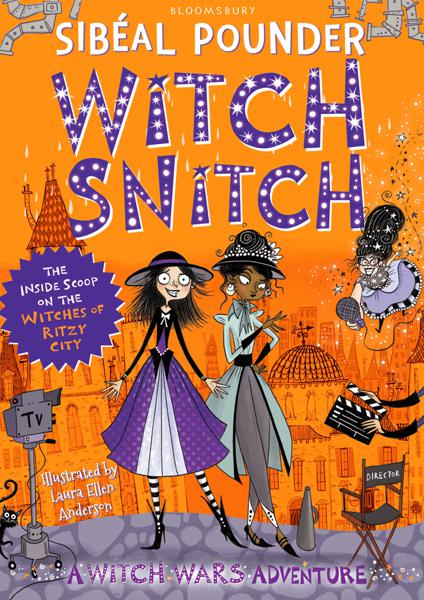 BLOOMSBURY
SIBÉAL POUNDER
WiTCH
SNiTCH
THE
INSIDE SCOOP
ON THE
WITCHES OF
RITZY
CITY
TV
Illustrated by
Laura Ellen
Anderson
DIRECTOR
A WITCH WARS ADVENTURE